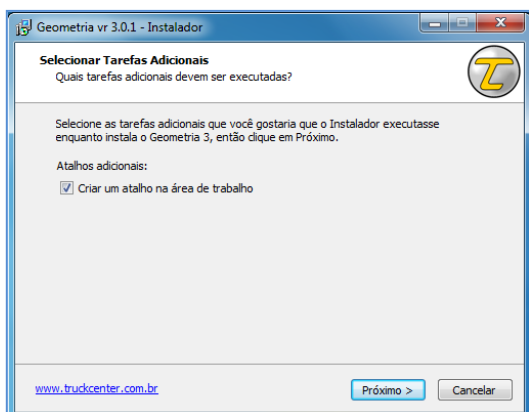 Geometria vr 3.0.1 - Instalador
Selecionar Tarefas Adicionais
Quais tarefas adicionais devem ser executadas?
Selecione as tarefas adicionais que você gostaria que o Instalador executasse
enquanto instala o Geometria 3, então clique em Próximo.
Atalhos adicionais:
Criar um atalho na área de trabalho
www.truckcenter.com.br
Próximo >
Cancelar